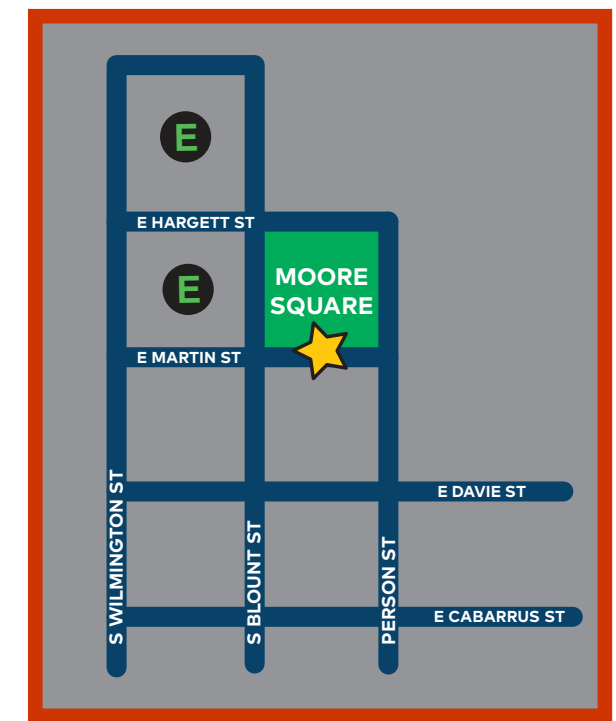 E
E HARGETT ST
MOORE
SQUARE
E
E MARTIN ST
E DAVIE ST
S WILMINGTON ST
S BLOUNT ST
PERSON ST
E CABARRUS ST